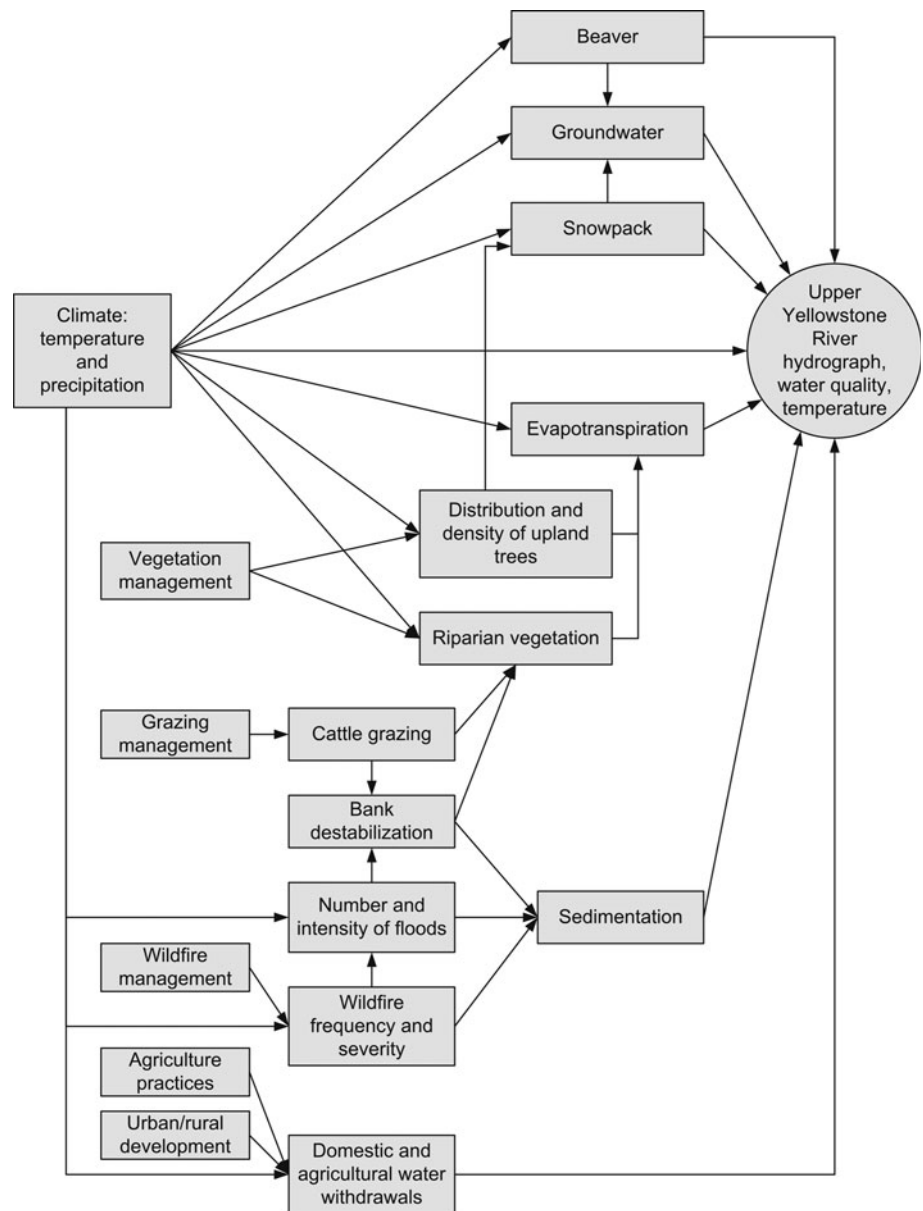 Beaver
Groundwater
Snowpack
Climate:
temperature
and
precipitation
Upper
Yellowstone
River
hydrograph,
water quality,
temperature
Evapotranspiration
Distribution and
density of upland
trees
Vegetation
management
Riparian vegetation
Grazing
management
Cattle grazing
Bank
destabilization
Number and
intensity of floods
Sedimentation
Wildfire
management
Wildfire
frequency and
severity
Agriculture
practices
Urban/rural
development
Domestic and
agricultural water
withdrawals